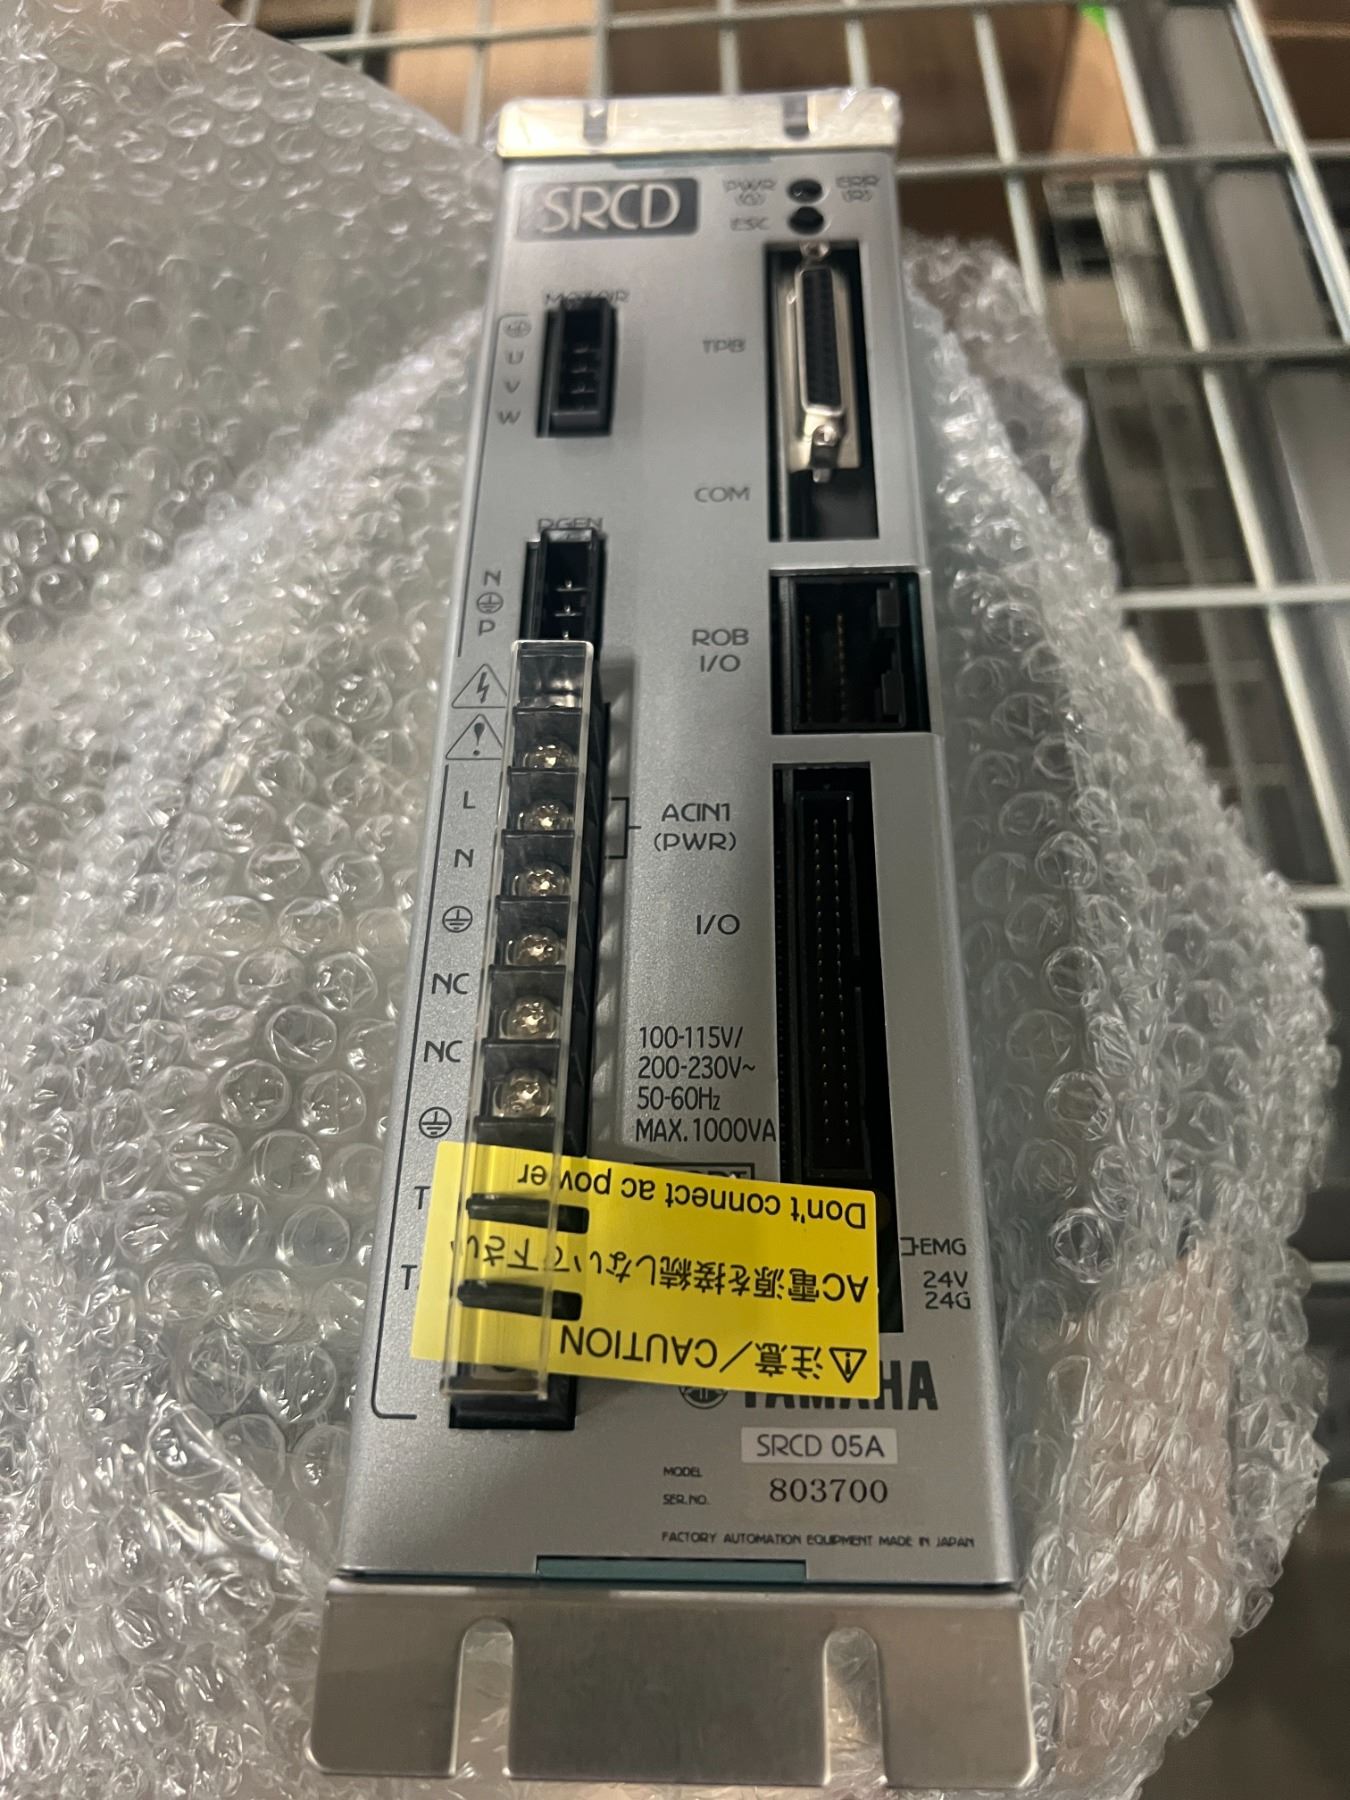 SRCD
PWR
(G)
ERR
(R)
ESC
MOTOR
U
V
W
TPB
COM
RGEN
N
P
ROB
I/O
L
N
ACIN1
(PWR)
I/O
NC
NC
100-115V/
200-230V~
50-60Hz
MAX.1000VA
T
T
Don't connect ac power
AC電源を接続しないで下さい
注意/CAUTION
EMG
24V
24G
YAMAHA
SRCD 05A
MODEL
SER.NO.
803700
FACTORY AUTOMATION EQUIPMENT MADE IN JAPAN